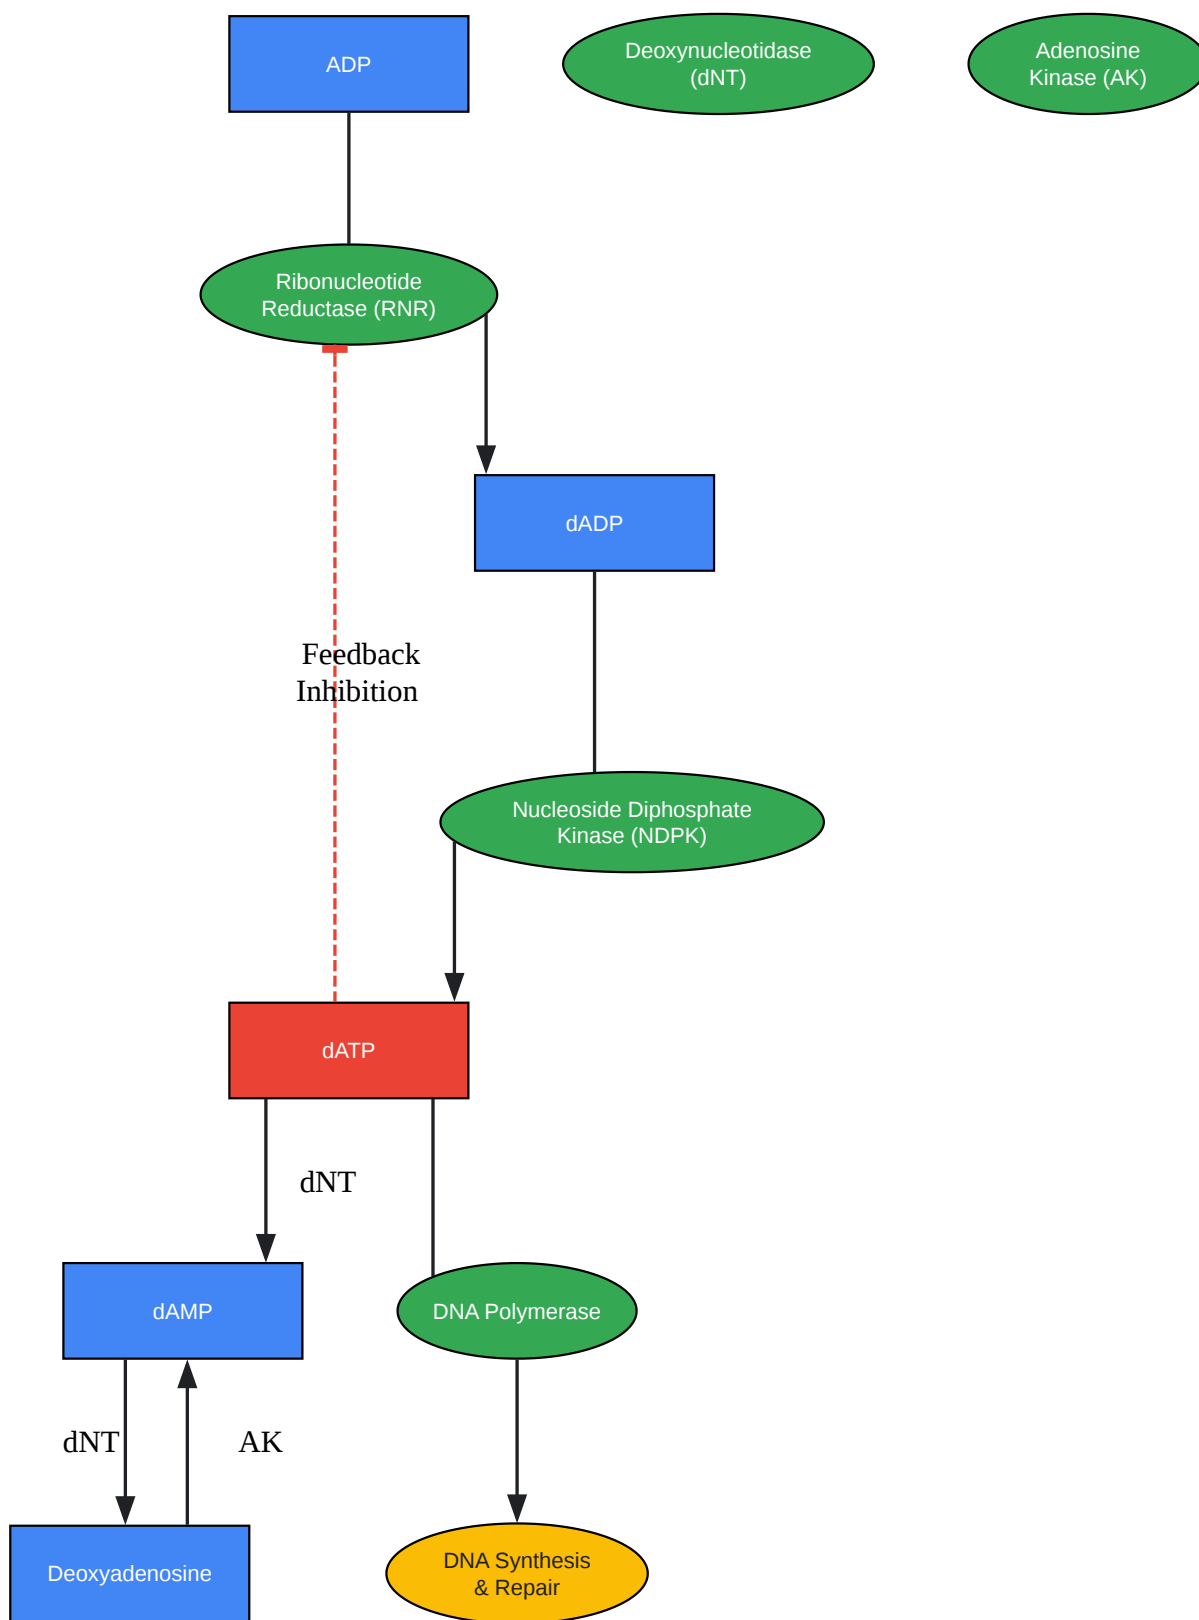 ADP
Deoxynucleotidase
(dNT)
Adenosine
Kinase (AK)
Ribonucleotide
Reductase (RNR)
dADP
Feedback
Inhibition
Nucleoside Diphosphate
Kinase (NDPK)
dATP
dNT
dAMP
DNA Polymerase
dNT
AK
Deoxyadenosine
DNA Synthesis
& Repair